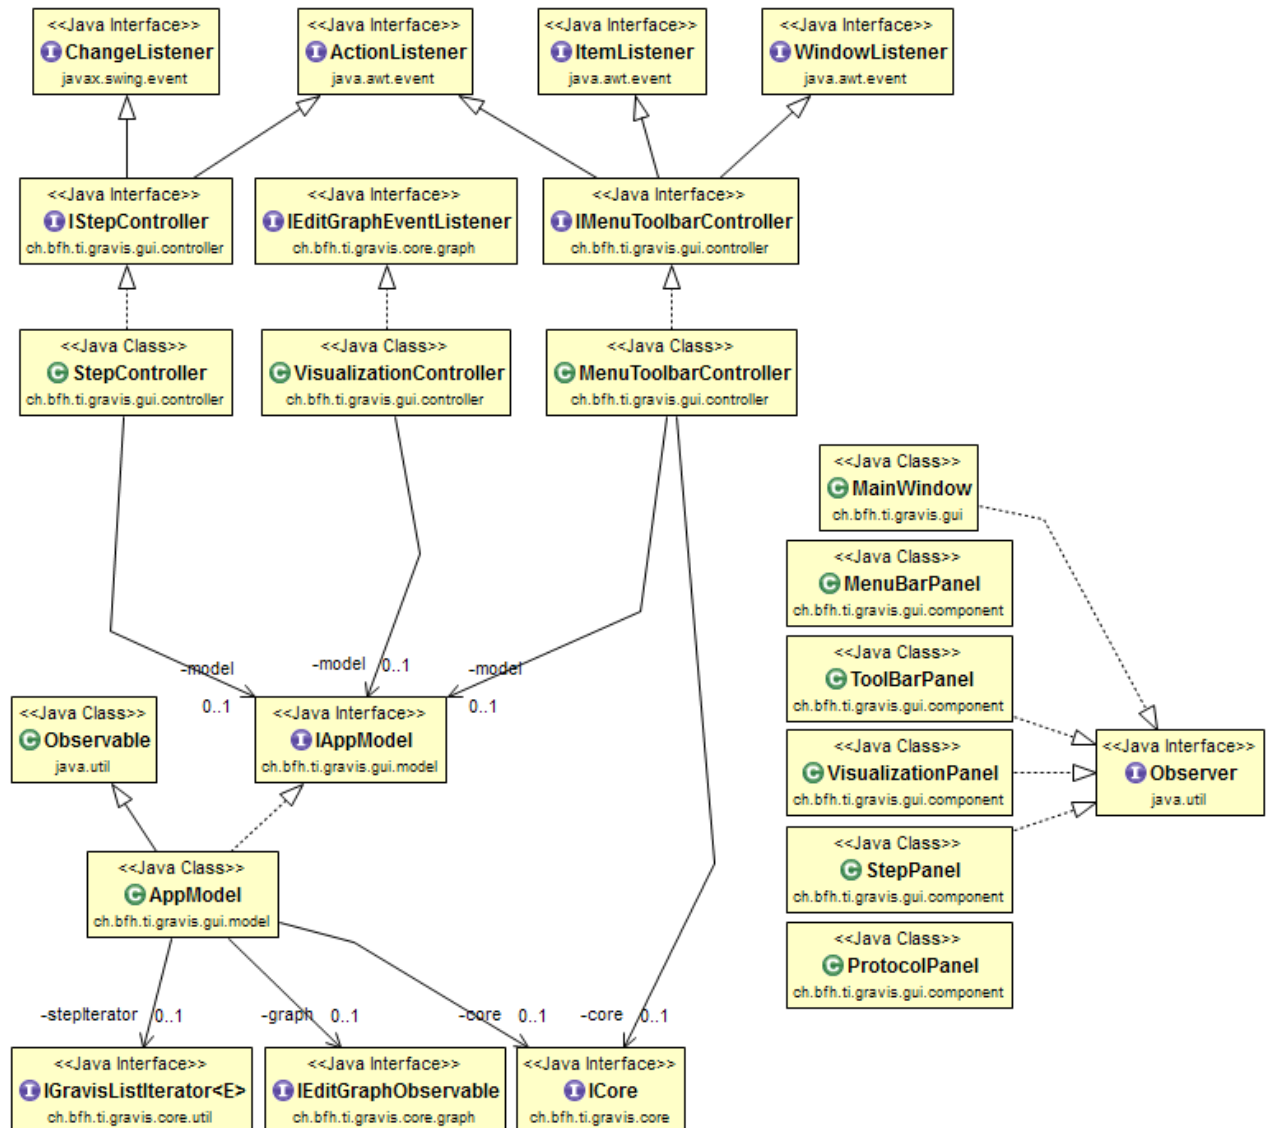 <<Java Interface>>
ChangeListener
javax.swing.event
<<Java Interface>>
ActionListener
java.awt.event
<<Java Interface>>
ItemListener
java.awt.event
<<Java Interface>>
WindowListener
java.awt.event
<<Java Interface>>
IStepController
ch.bfh.ti.gravis.gui.controller
<<Java Interface>>
IEditGraphEventListener
ch.bfh.ti.gravis.core.graph
<<Java Interface>>
IMenuToolbarController
ch.bfh.ti.gravis.gui.controller
<<Java Class>>
StepController
ch.bfh.ti.gravis.gui.controller
<<Java Class>>
VisualizationController
ch.bfh.ti.gravis.gui.controller
<<Java Class>>
MenuToolbarController
ch.bfh.ti.gravis.gui.controller
<<Java Class>>
MainWindow
ch.bfh.ti.gravis.gui
<<Java Class>>
MenuBarPanel
ch.bfh.ti.gravis.gui.component
<<Java Class>>
ToolBarPanel
ch.bfh.ti.gravis.gui.component
<<Java Class>>
VisualizationPanel
ch.bfh.ti.gravis.gui.component
<<Java Class>>
StepPanel
ch.bfh.ti.gravis.gui.component
<<Java Class>>
ProtocolPanel
ch.bfh.ti.gravis.gui.component
<<Java Interface>>
Observer
java.util
-model
0..1
-model 0..1
-model
0..1
<<Java Class>>
Observable
java.util
<<Java Interface>>
IAppModel
ch.bfh.ti.gravis.gui.model
<<Java Class>>
AppModel
ch.bfh.ti.gravis.gui.model
-stepIterator 0..1
-graph 0..1
-core 0..1
-core 0..1
<<Java Interface>>
IGravisListIterator<E>
ch.bfh.ti.gravis.core.util
<<Java Interface>>
IEditGraphObservable
ch.bfh.ti.gravis.core.graph
<<Java Interface>>
ICore
ch.bfh.ti.gravis.core